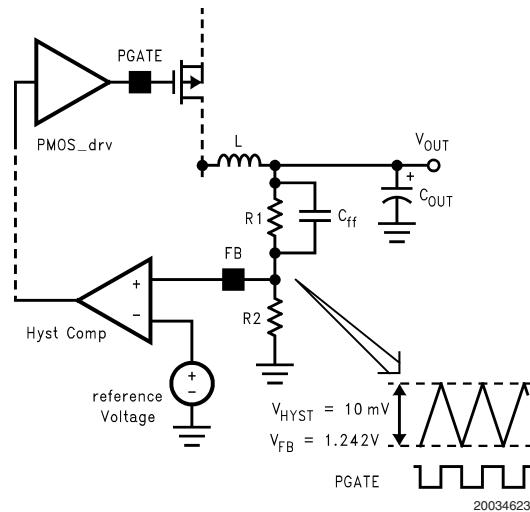 PGATE
PMOS_drv
L
VOUT
+
COUT
R1
Cff
FB
+
-
Hyst Comp
R2
+
-
reference
Voltage
VHYST = 10 mV
VFB = 1.242V
PGATE
20034623